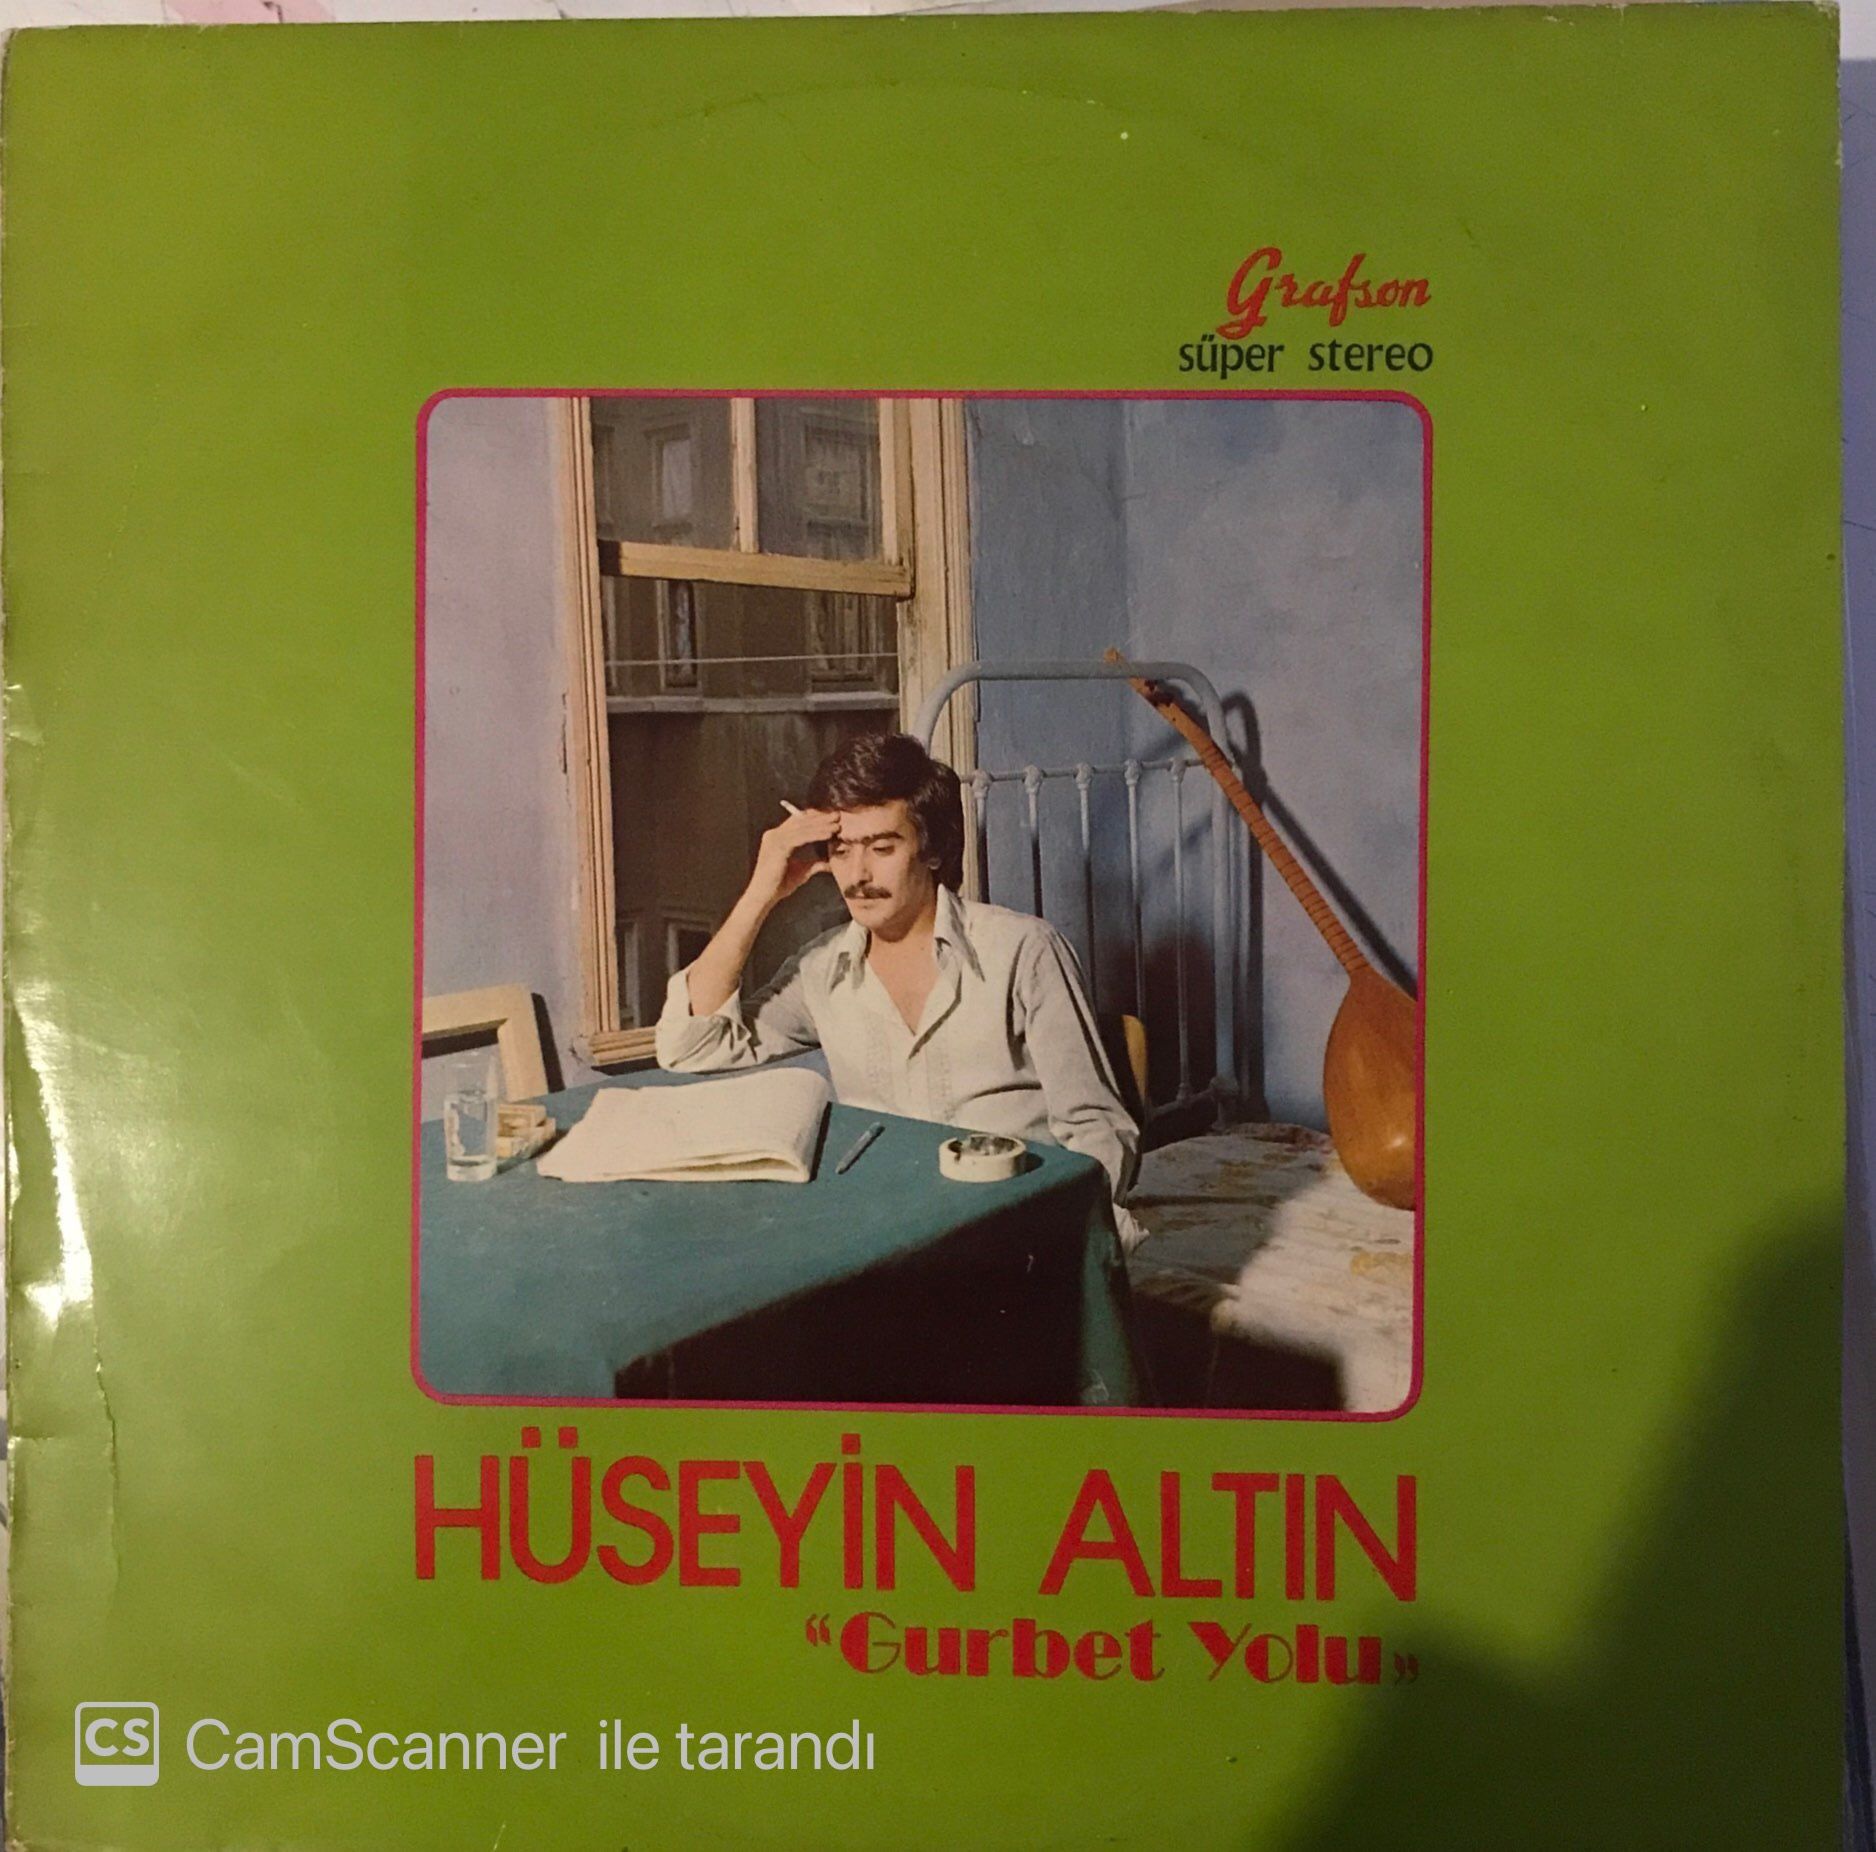 Grafson
süper stereo
HÜSEYİN ALTIN
“Gurbet Yolu”
CS CamScanner ile tarandı